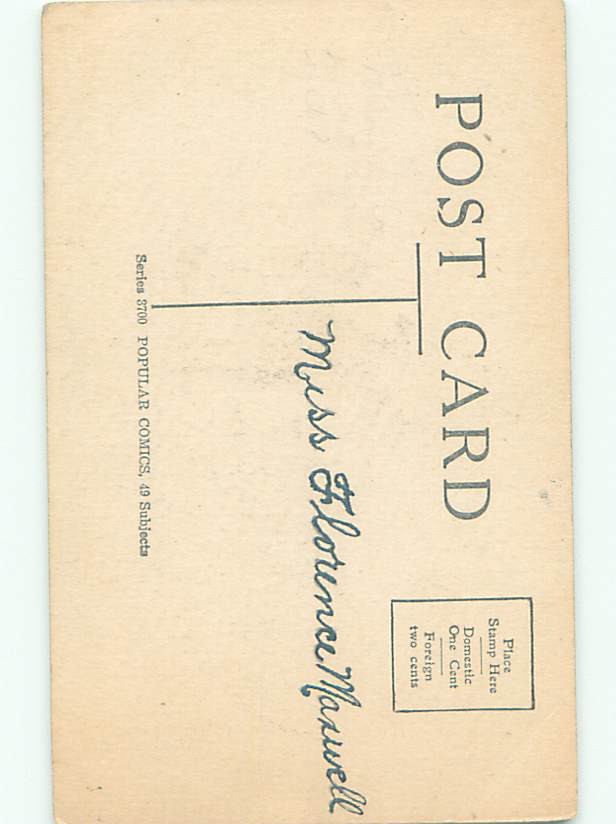 POST CARD
Place
Stamp Here
Domestic
One Cent
Foreign
two cents
Miss Florence Maxwell
Series 3700 POPULAR COMICS, 49 Subjects